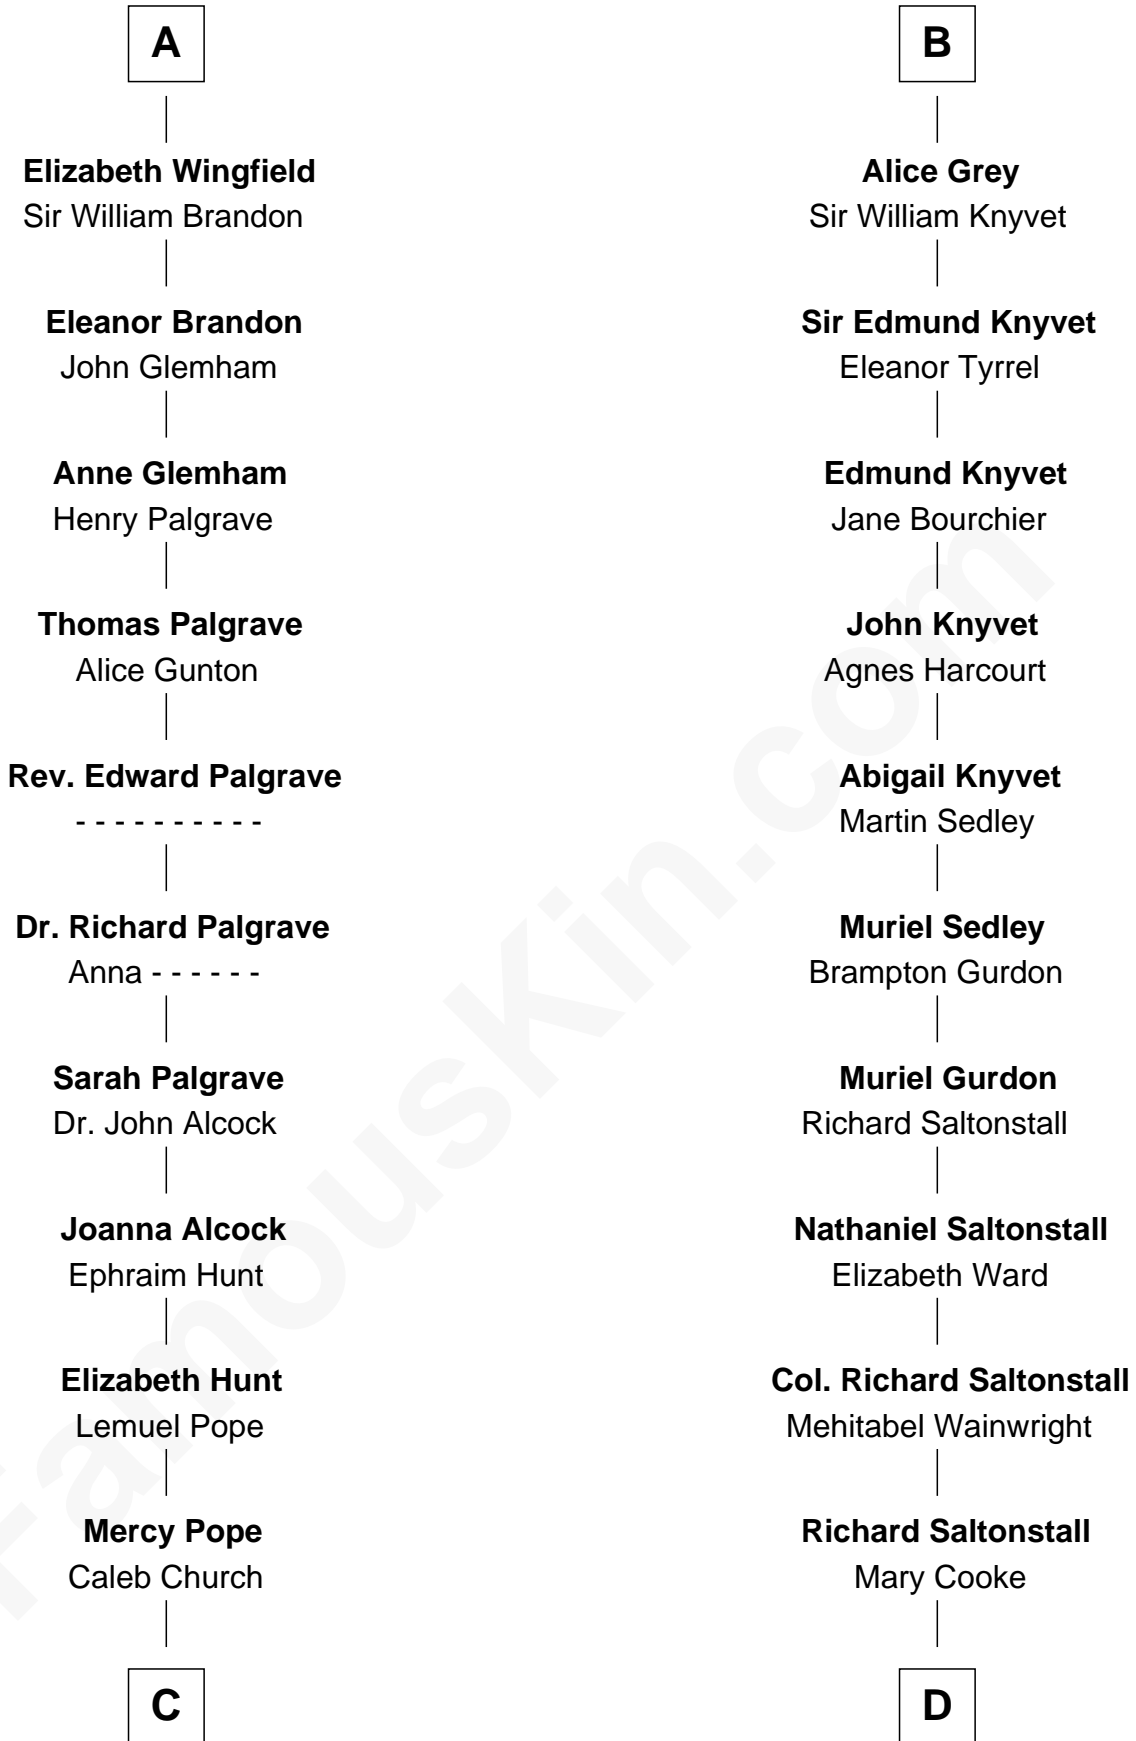 A
Elizabeth Wingfield
Sir William Brandon
Eleanor Brandon
John Glemham
Anne Glemham
Henry Palgrave
Thomas Palgrave
Alice Gunton
Rev. Edward Palgrave
- - - - - - - - - -
Dr. Richard Palgrave
Anna - - - - - -
Sarah Palgrave
Dr. John Alcock
Joanna Alcock
Ephraim Hunt
Elizabeth Hunt
Lemuel Pope
Mercy Pope
Caleb Church
C
B
Alice Grey
Sir William Knyvet
Sir Edmund Knyvet
Eleanor Tyrrel
Edmund Knyvet
Jane Bourchier
John Knyvet
Agnes Harcourt
Abigail Knyvet
Martin Sedley
Muriel Sedley
Brampton Gurdon
Muriel Gurdon
Richard Saltonstall
Nathaniel Saltonstall
Elizabeth Ward
Col. Richard Saltonstall
Mehitabel Wainwright
Richard Saltonstall
Mary Cooke
D
FamousKin.com